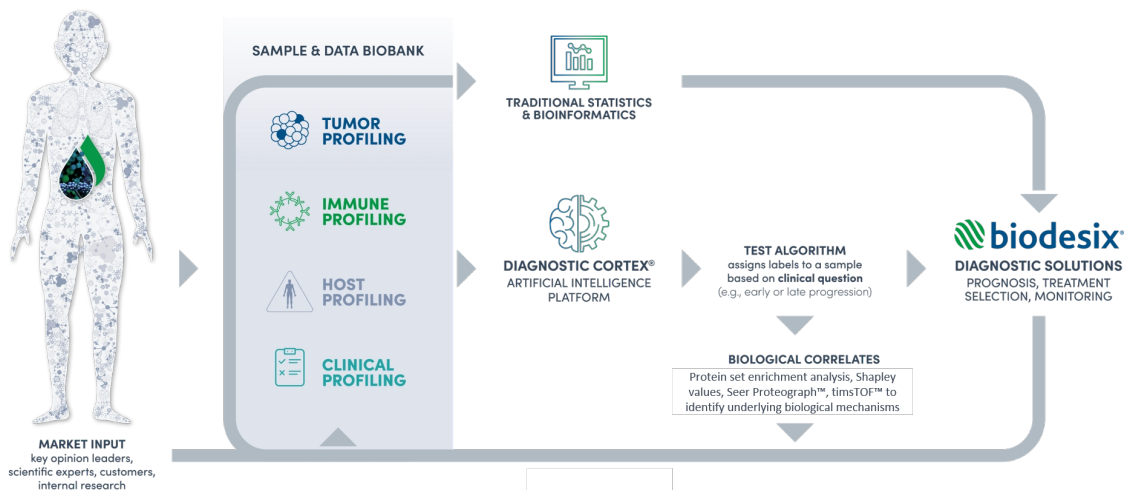 SAMPLE & DATA BIOBANK
TUMOR
PROFILING
IMMUNE
PROFILING
HOST
PROFILING
CLINICAL
PROFILING
MARKET INPUT
key opinion leaders,
scientific experts, customers,
internal research
TRADITIONAL STATISTICS
& BIOINFORMATICS
DIAGNOSTIC CORTEX®
ARTIFICIAL INTELLIGENCE
PLATFORM
TEST ALGORITHM
assigns labels to a sample
based on clinical question
(e.g., early or late progression)
BIOLOGICAL CORRELATES
Protein set enrichment analysis, Shapley
values, Seer Proteograph™, timsTOF™ to
identify underlying biological mechanisms
biodesix®
DIAGNOSTIC SOLUTIONS
PROGNOSIS, TREATMENT
SELECTION, MONITORING